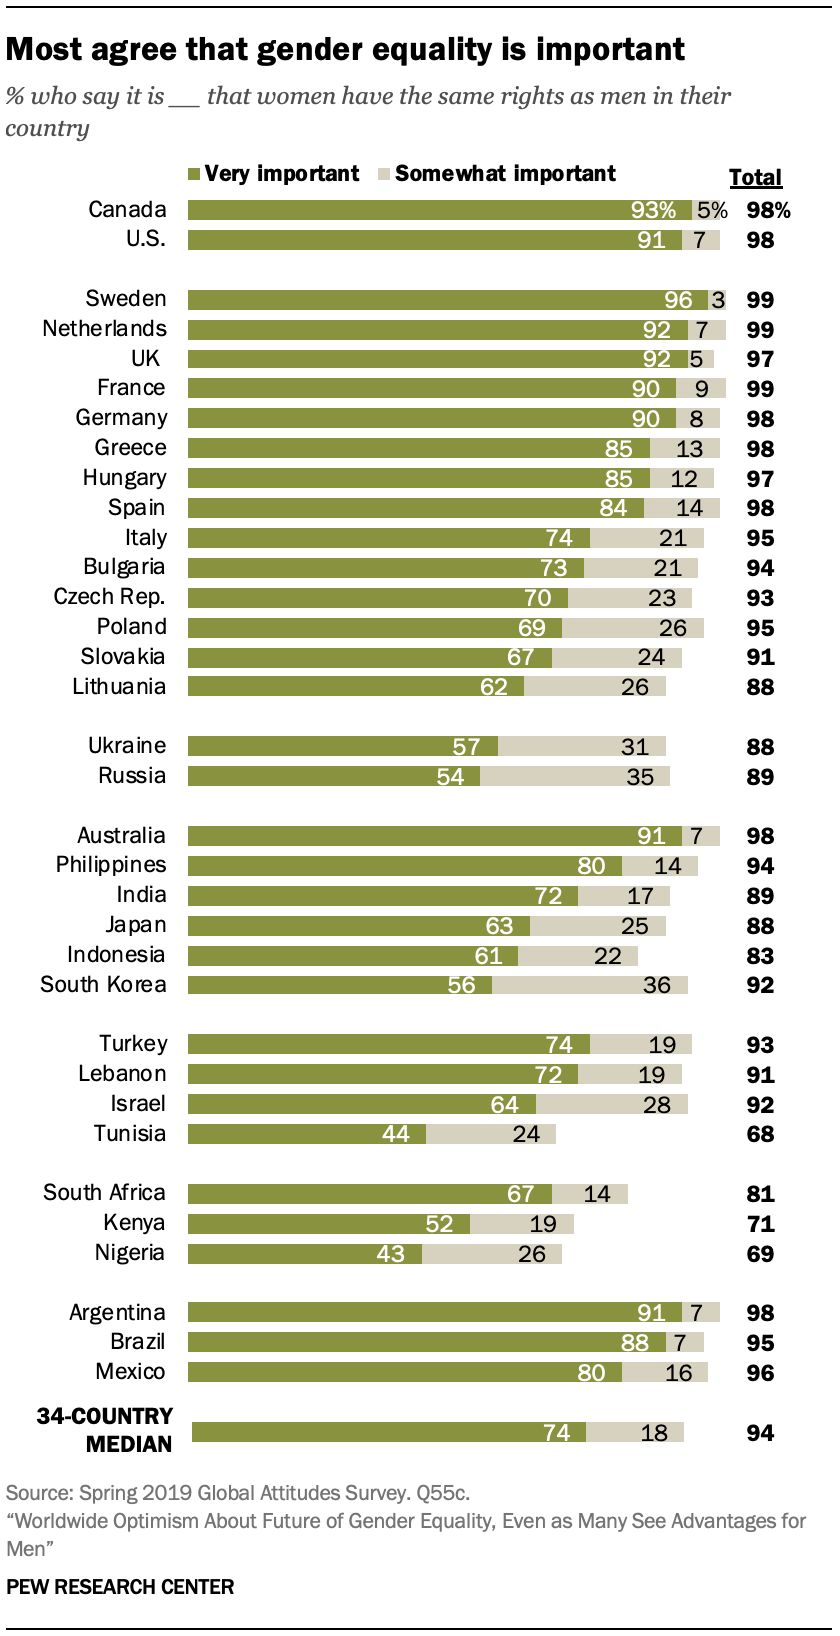 Most agree that gender equality is important
% who say it is __ that women have the same rights as men in their
country
Very important Somewhat important Total
Canada 93% 5% 98%
U.S. 91 7 98
Sweden 96 3 99
Netherlands 92 7 99
UK 92 5 97
France 90 9 99
Germany 90 8 98
Greece 85 13 98
Hungary 85 12 97
Spain 84 14 98
Italy 74 21 95
Bulgaria 73 21 94
Czech Rep. 70 23 93
Poland 69 26 95
Slovakia 67 24 91
Lithuania 62 26 88
Ukraine 57 31 88
Russia 54 35 89
Australia 91 7 98
Philippines 80 14 94
India 72 17 89
Japan 63 25 88
Indonesia 61 22 83
South Korea 56 36 92
Turkey 74 19 93
Lebanon 72 19 91
Israel 64 28 92
Tunisia 44 24 68
South Africa 67 14 81
Kenya 52 19 71
Nigeria 43 26 69
Argentina 91 7 98
Brazil 88 7 95
Mexico 80 16 96
34-COUNTRY
MEDIAN 74 18 94
Source: Spring 2019 Global Attitudes Survey. Q55c.
“Worldwide Optimism About Future of Gender Equality, Even as Many See Advantages for
Men”
PEW RESEARCH CENTER